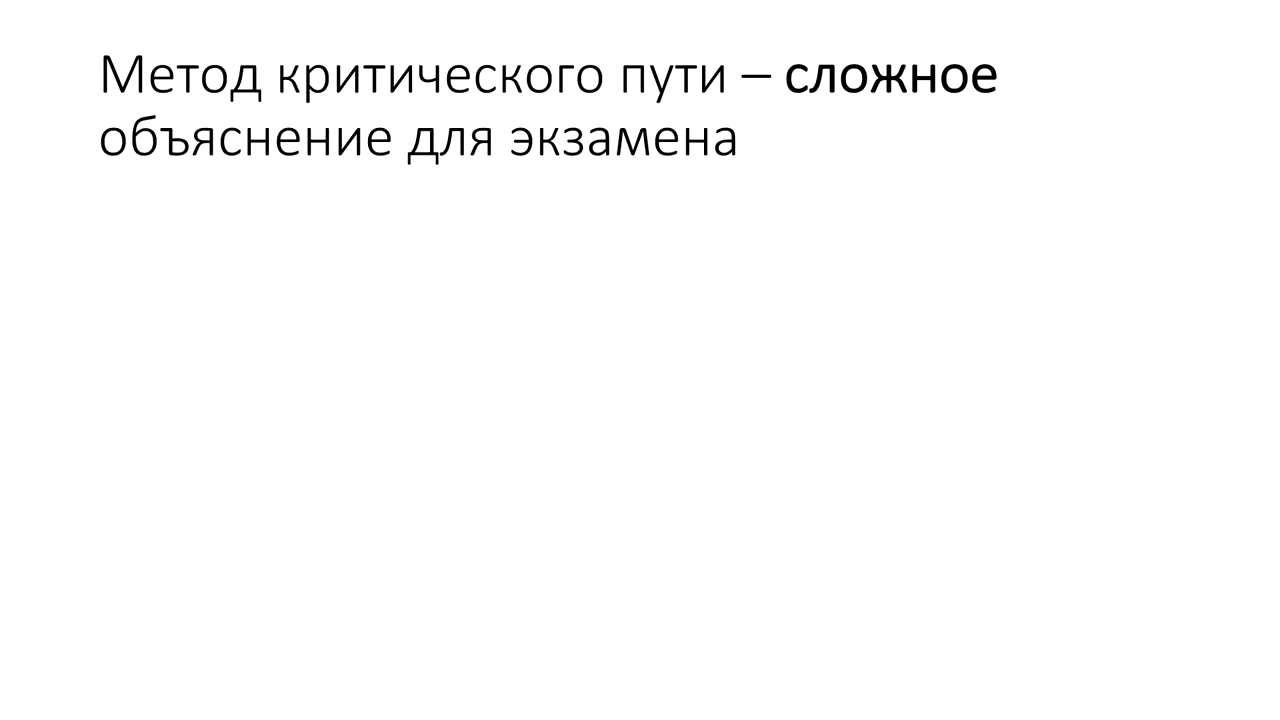 Метод критического пути – сложное
объяснение для экзамена